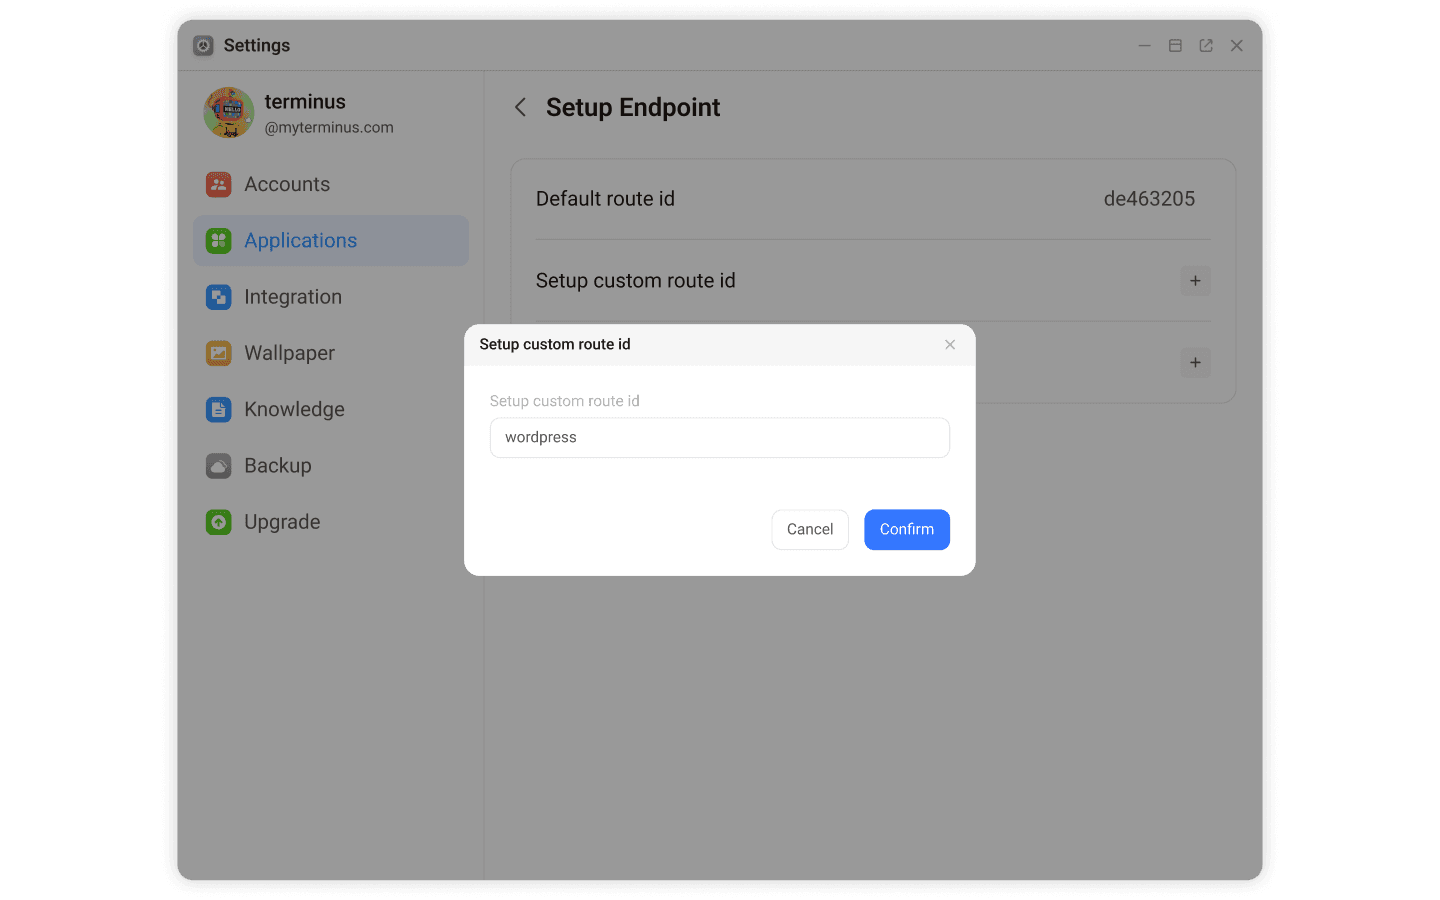 Settings
terminus
@myterminus.com
Accounts
Applications
Integration
Wallpaper
Knowledge
Backup
Upgrade
Setup Endpoint
Default route id
de463205
Setup custom route id
+
+
Setup custom route id
Setup custom route id
wordpress
Cancel
Confirm